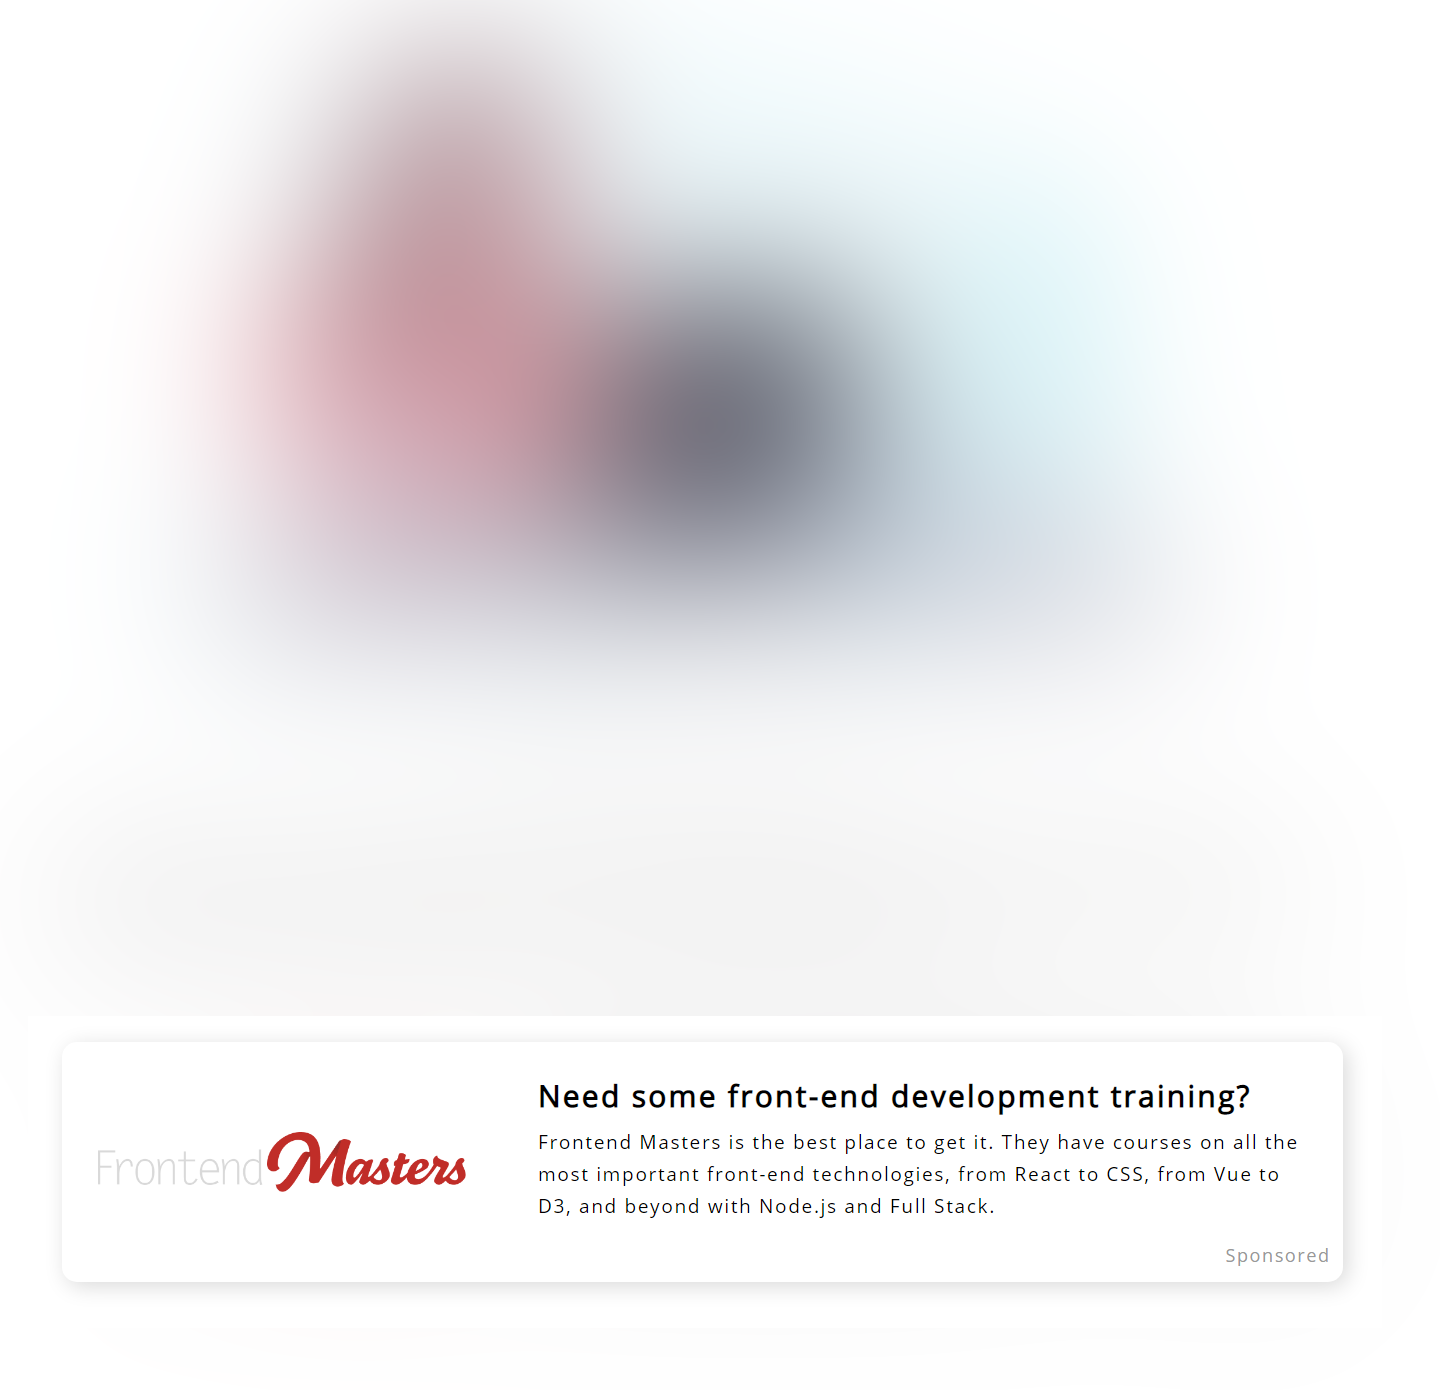 Frontend Masters
Need some front-end development training?
Frontend Masters is the best place to get it. They have courses on all the
most important front-end technologies, from React to CSS, from Vue to
D3, and beyond with Node.js and Full Stack.
Sponsored